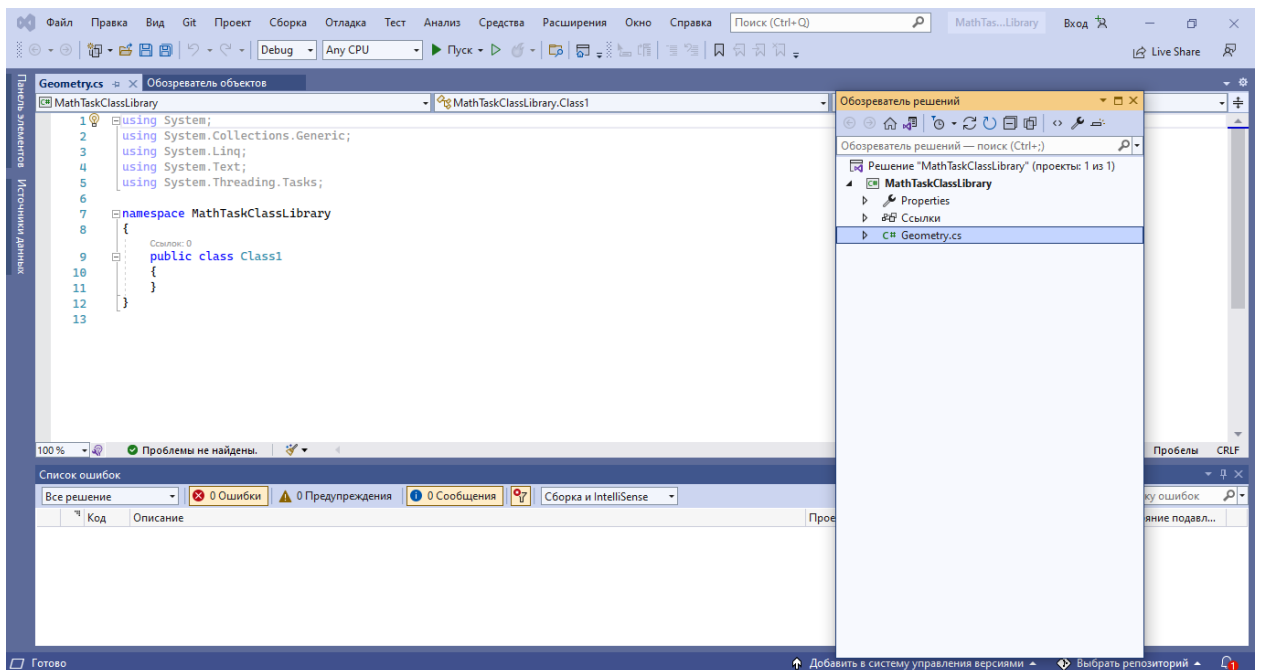 Файл Правка Вид Git Проект Сборка Отладка Тест Анализ Средства Расширения Окно Справка Поиск (Ctrl+Q) MathTas...Library Вход
Debug Any CPU Пуск Live Share
Панель элементов
Источники данных
Geometry.cs Обозреватель объектов
MathTaskClassLibrary MathTaskClassLibrary.Class1
1 using System;
2 using System.Collections.Generic;
3 using System.Linq;
4 using System.Text;
5 using System.Threading.Tasks;
6
7 namespace MathTaskClassLibrary
8 {
Ссылок: 0
9 public class Class1
10 {
11 }
12 }
13
100 % Проблемы не найдены. Пробелы CRLF
Обозреватель решений
Обозреватель решений — поиск (Ctrl+;)
Решение "MathTaskClassLibrary" (проекты: 1 из 1)
C# MathTaskClassLibrary
Properties
Ссылки
C# Geometry.cs
Список ошибок
Все решение 0 Ошибки 0 Предупреждения 0 Сообщения Сборка и IntelliSense ку ошибок
Код Описание Прое яние подавл...
Готово Добавить в систему управления версиями Выбрать репозиторий 1